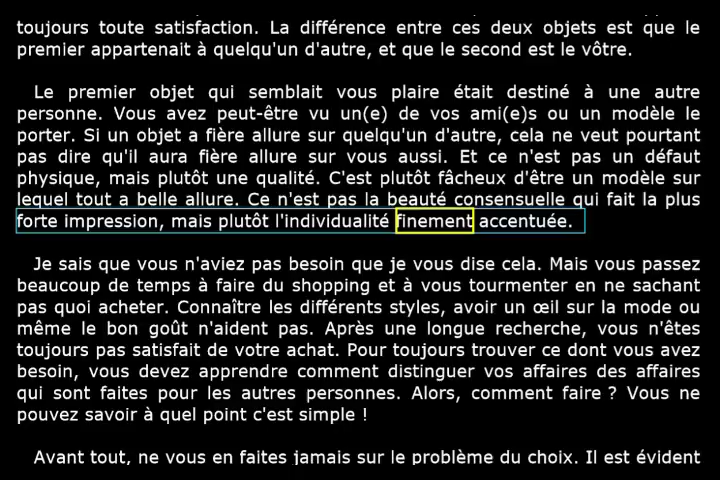 toujours toute satisfaction. La différence entre ces deux objets est que le
premier appartenait à quelqu'un d'autre, et que le second est le vôtre.
Le premier objet qui semblait vous plaire était destiné à une autre
personne. Vous avez peut-être vu un(e) de vos ami(e)s ou un modèle le
porter. Si un objet a fière allure sur quelqu'un d'autre, cela ne veut pourtant
pas dire qu'il aura fière allure sur vous aussi. Et ce n'est pas un défaut
physique, mais plutôt une qualité. C'est plutôt fâcheux d'être un modèle sur
lequel tout a belle allure. Ce n'est pas la beauté consensuelle qui fait la plus
forte impression, mais plutôt l'individualité finement accentuée.
Je sais que vous n'aviez pas besoin que je vous dise cela. Mais vous passez
beaucoup de temps à faire du shopping et à vous tourmenter en ne sachant
pas quoi acheter. Connaître les différents styles, avoir un œil sur la mode ou
même le bon goût n'aident pas. Après une longue recherche, vous n'êtes
toujours pas satisfait de votre achat. Pour toujours trouver ce dont vous avez
besoin, vous devez apprendre comment distinguer vos affaires des affaires
qui sont faites pour les autres personnes. Alors, comment faire ? Vous ne
pouvez savoir à quel point c'est simple !
Avant tout, ne vous en faites jamais sur le problème du choix. Il est évident